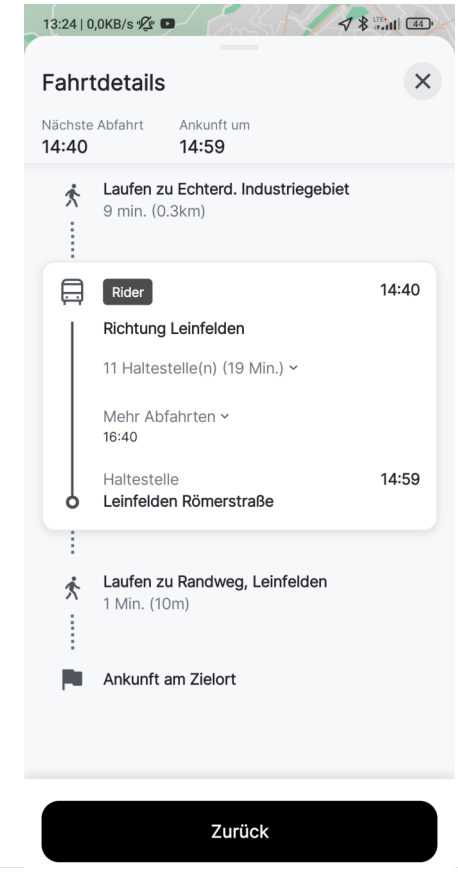 13:24 | 0,0KB/s
LTE+
44
Fahrtdetails
Nächste Abfahrt
Ankunft um
14:40
14:59
Laufen zu Echterd. Industriegebiet
9 min. (0.3km)
Rider
14:40
Richtung Leinfelden
11 Haltestelle(n) (19 Min.)
Mehr Abfahrten
16:40
Haltestelle
14:59
Leinfelden Römerstraße
Laufen zu Randweg, Leinfelden
1 Min. (10m)
Ankunft am Zielort
Zurück